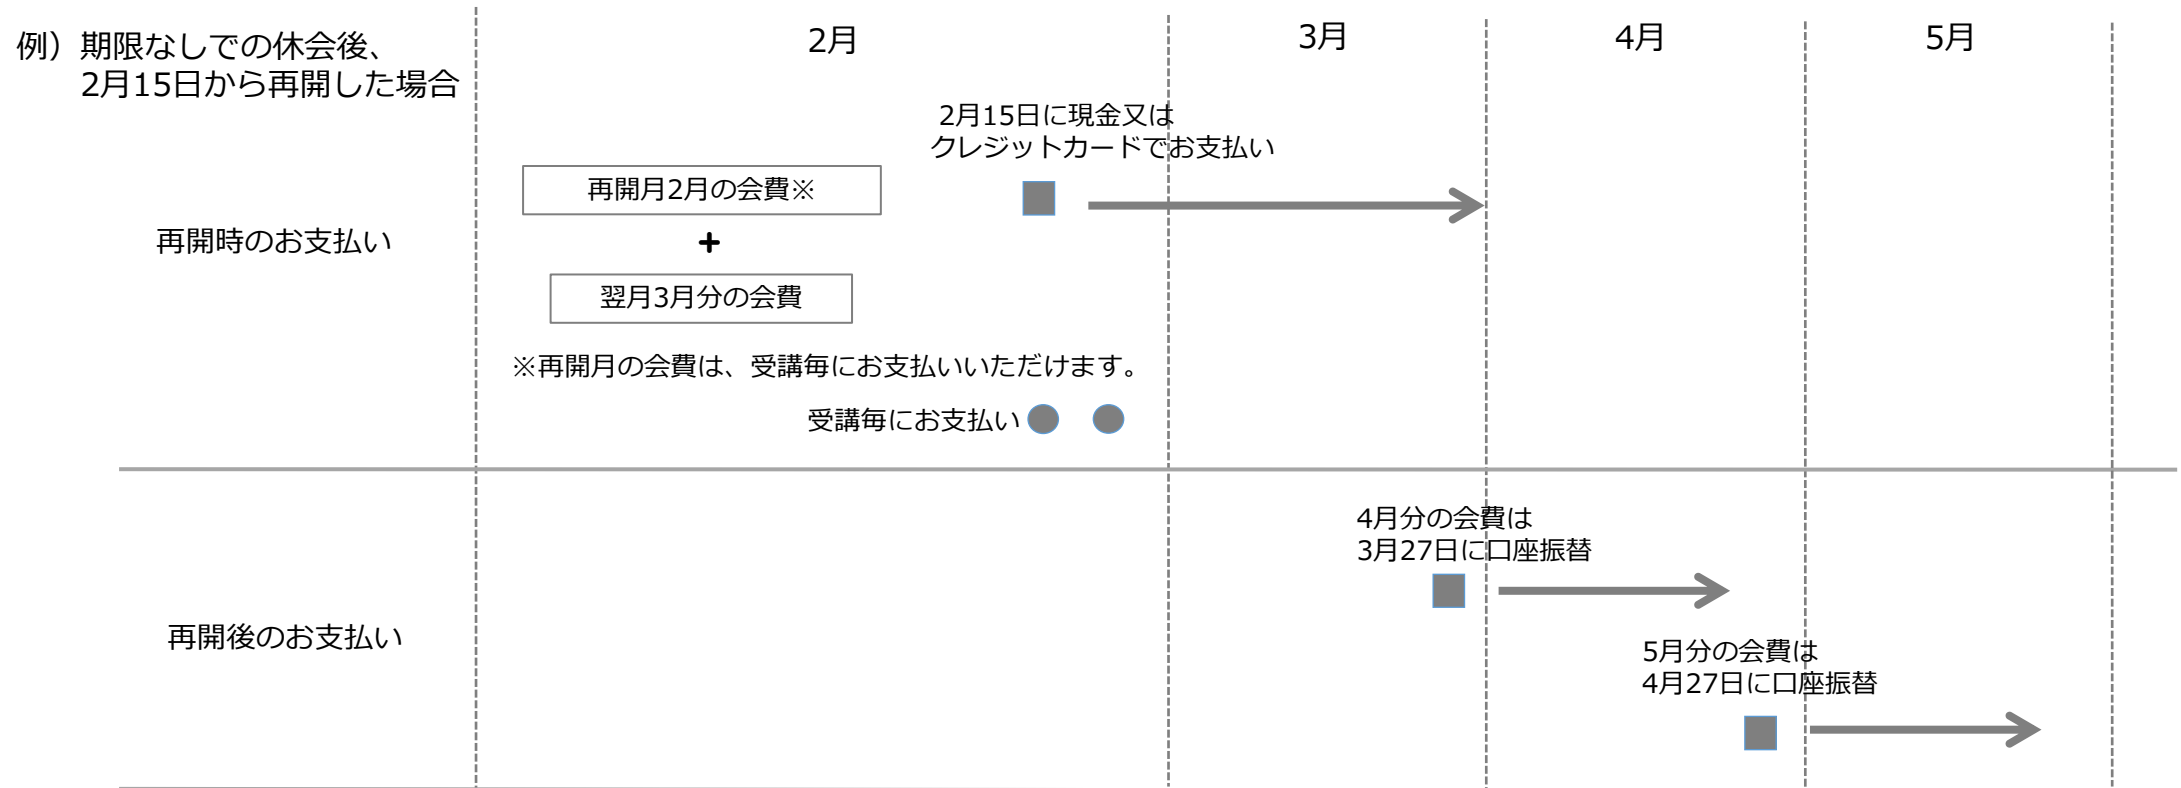 例）期限なしでの休会後、
2月15日から再開した場合
2月
3月
4月
5月
2月15日に現金又は
クレジットカードでお支払い
再開月2月の会費※
再開時のお支払い
+
翌月3月分の会費
※再開月の会費は、受講毎にお支払いいただけます。
受講毎にお支払い
4月分の会費は
3月27日に口座振替
再開後のお支払い
5月分の会費は
4月27日に口座振替